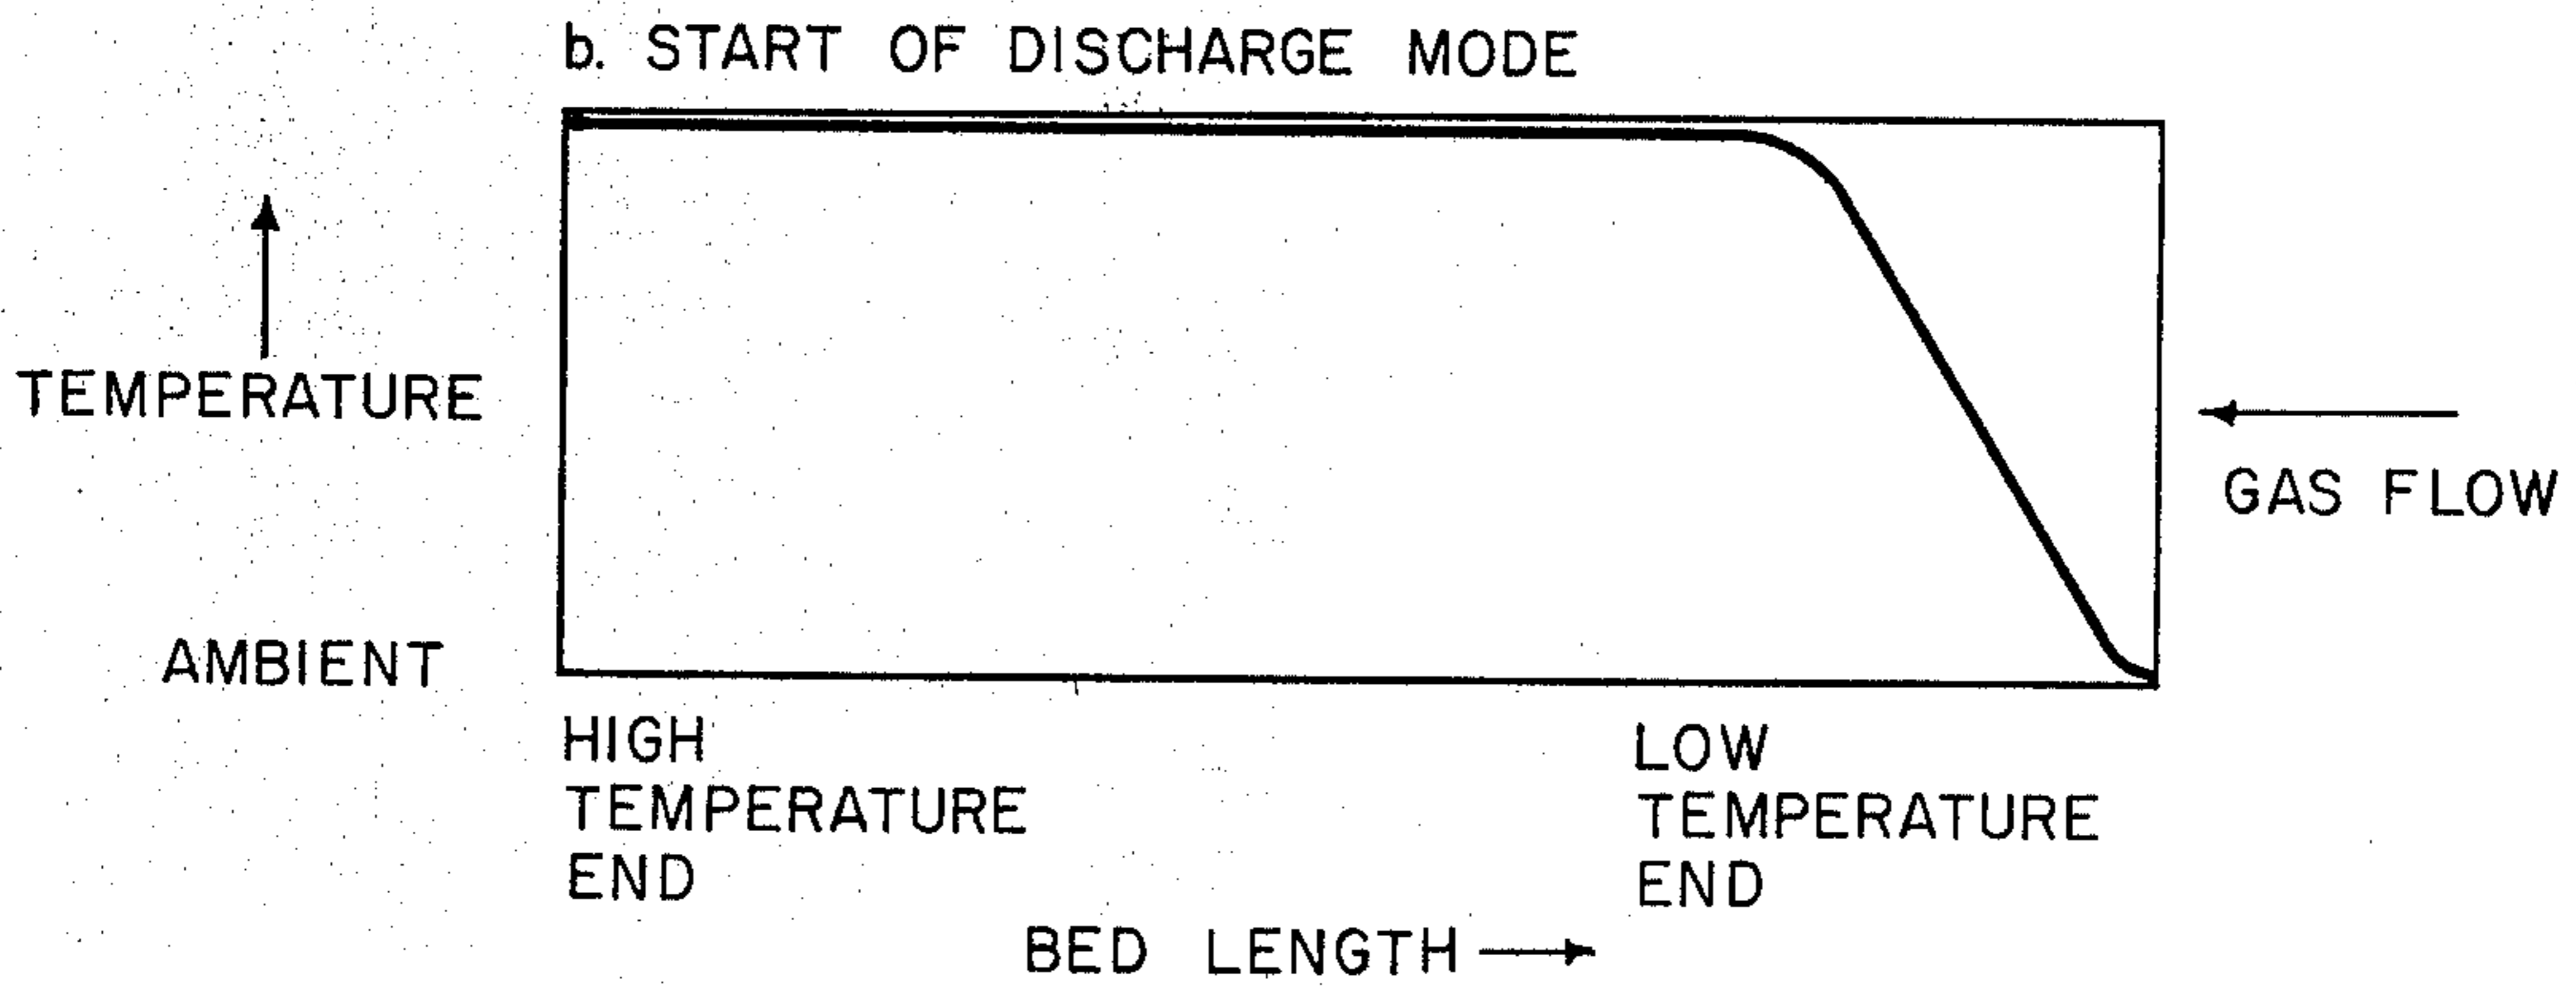 b. START OF DISCHARGE MODE
TEMPERATURE
GAS FLOW
AMBIENT
HIGH
TEMPERATURE
END
LOW
TEMPERATURE
END
BED LENGTH